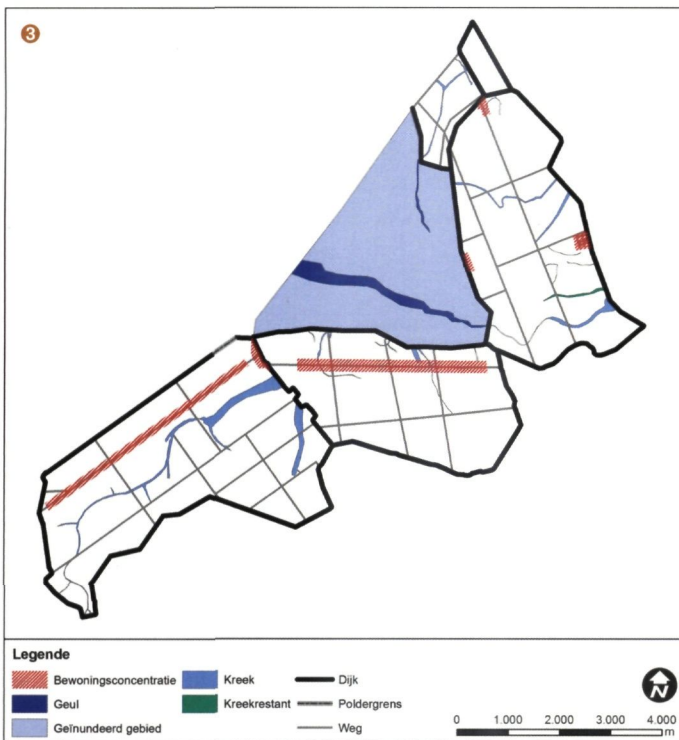 3
Legende
Bewoningsconcentratie
Kreek
Dijk
Geul
Kreekrestant
Poldergrens
Geïnundeerd gebied
Weg
N
0 1.000 2.000 3.000 4.000
m